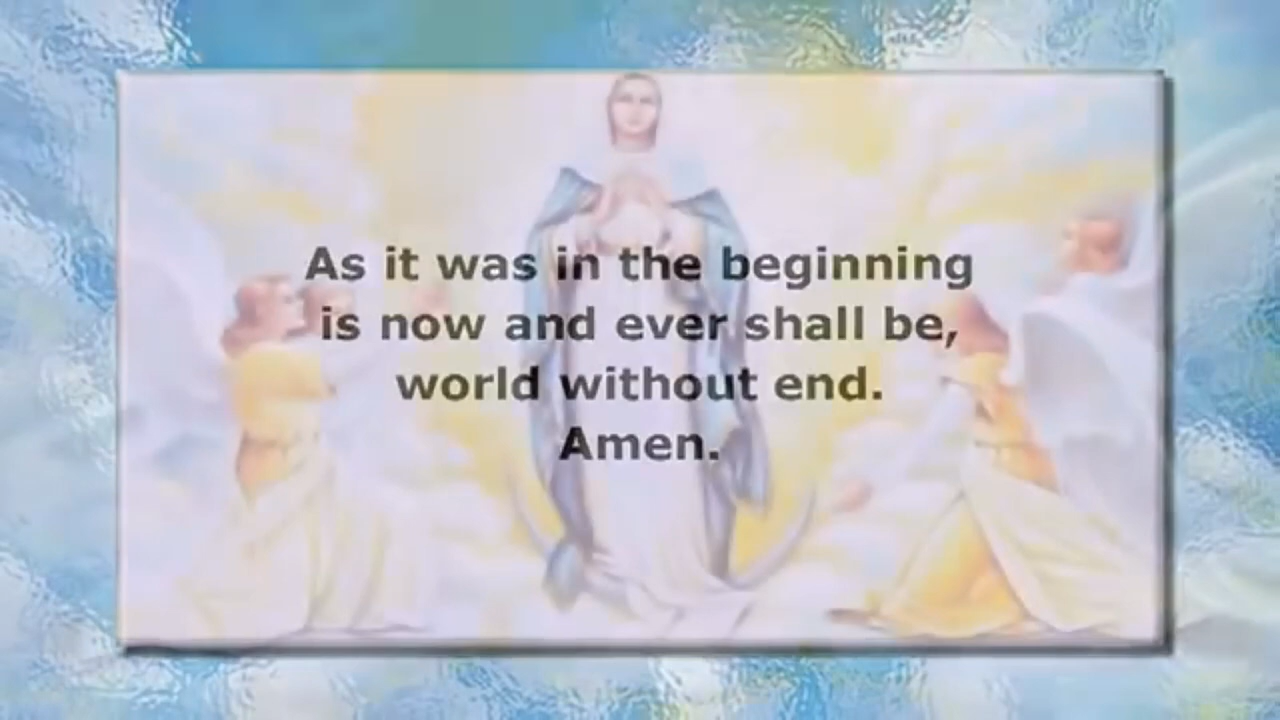 As it was in the beginning
is now and ever shall be,
world without end.
Amen.